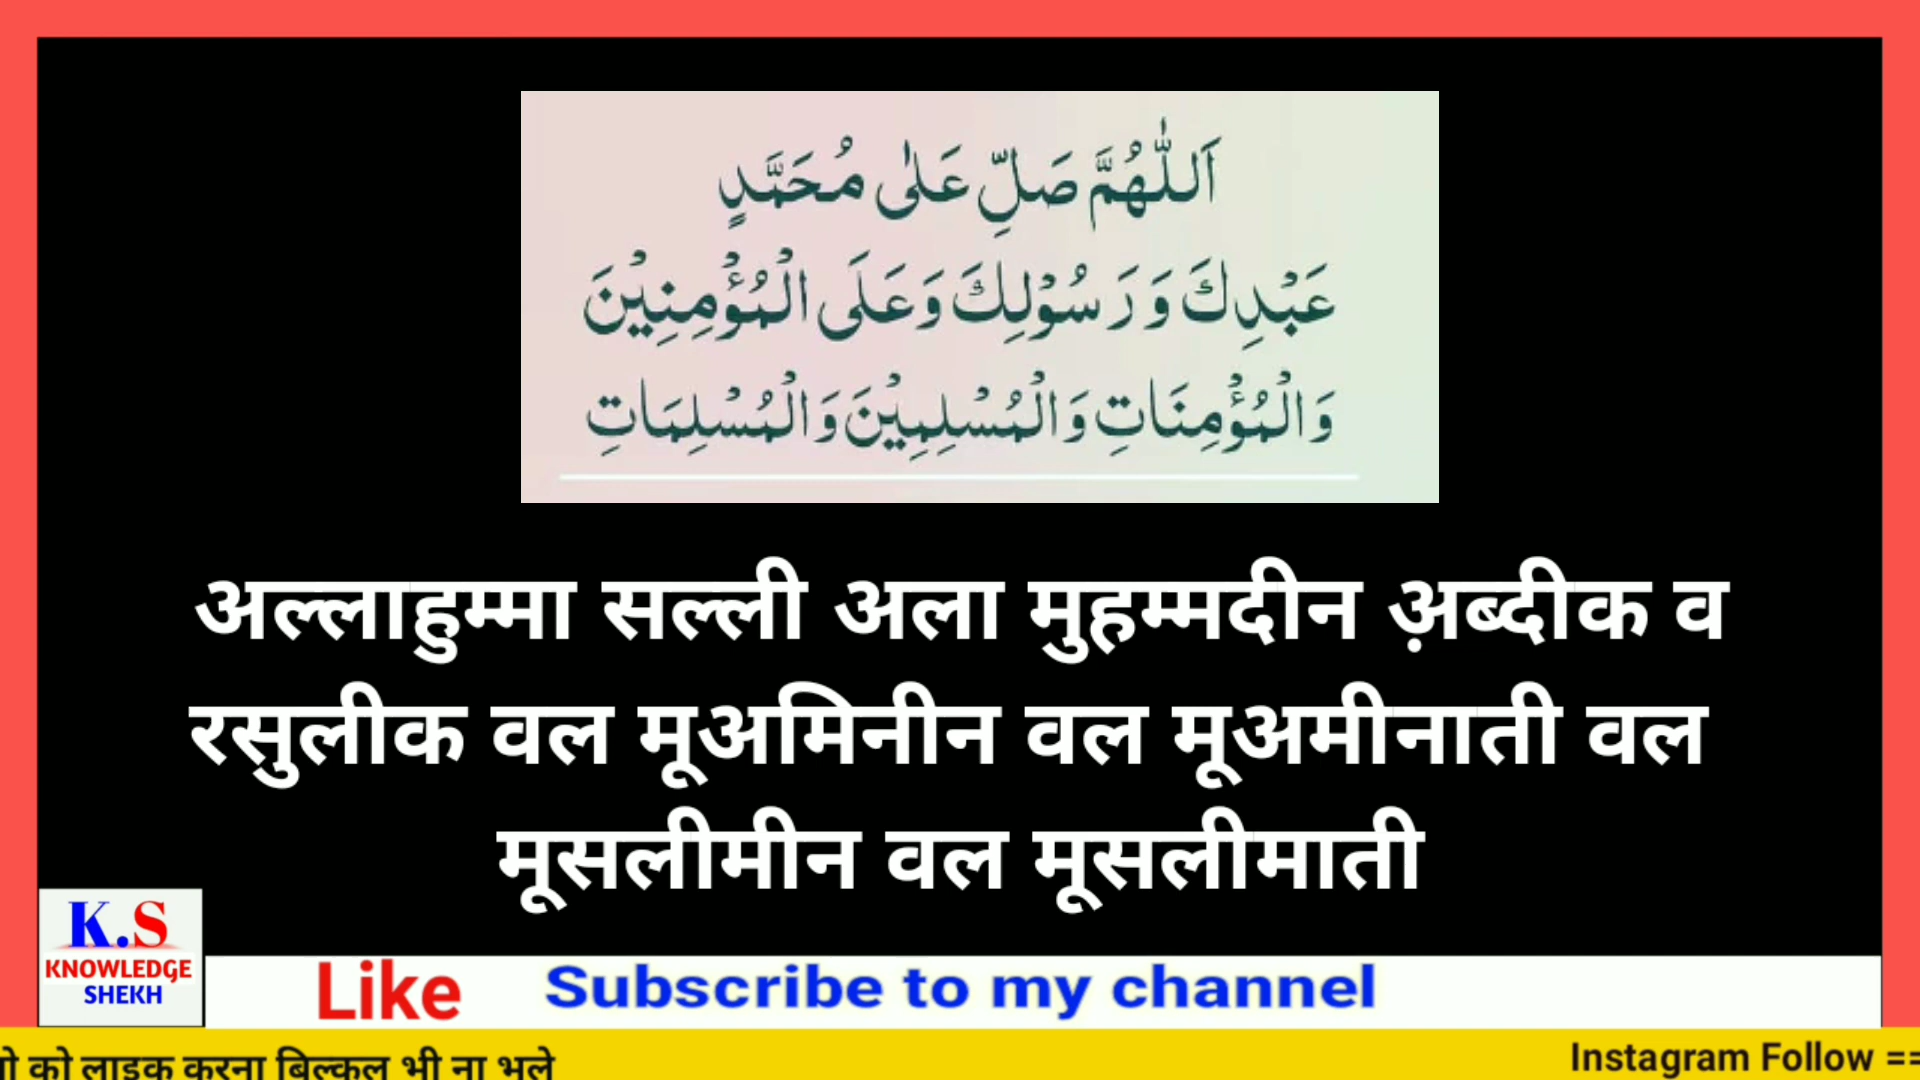 اَللّٰهُمَّ صَلِّ عَلٰى مُحَمَّدٍ
عَبْدِكَ وَ رَسُوْلِكَ وَعَلَى الْمُؤْمِنِيْنَ
وَالْمُؤْمِنَاتِ وَالْمُسْلِمِيْنَ وَالْمُسْلِمَاتِ
अल्लाहुम्मा सल्ली अला मुहम्मदीन अ़ब्दीक व
रसुलीक वल मूअमिनीन वल मूअमीनाती वल
मूसलीमीन वल मूसलीमाती
K.S
KNOWLEDGE
SHEKH
Like Subscribe to my channel
को लाइक करना बिल्कुल भी ना भूले
Instagram Follow ==